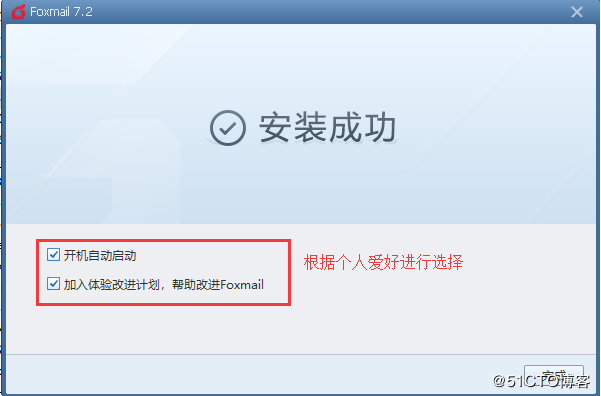 Foxmail 7.2
安装成功
开机自动启动
根据个人爱好进行选择
加入体验改进计划，帮助改进Foxmail
完成
@51CTO博客